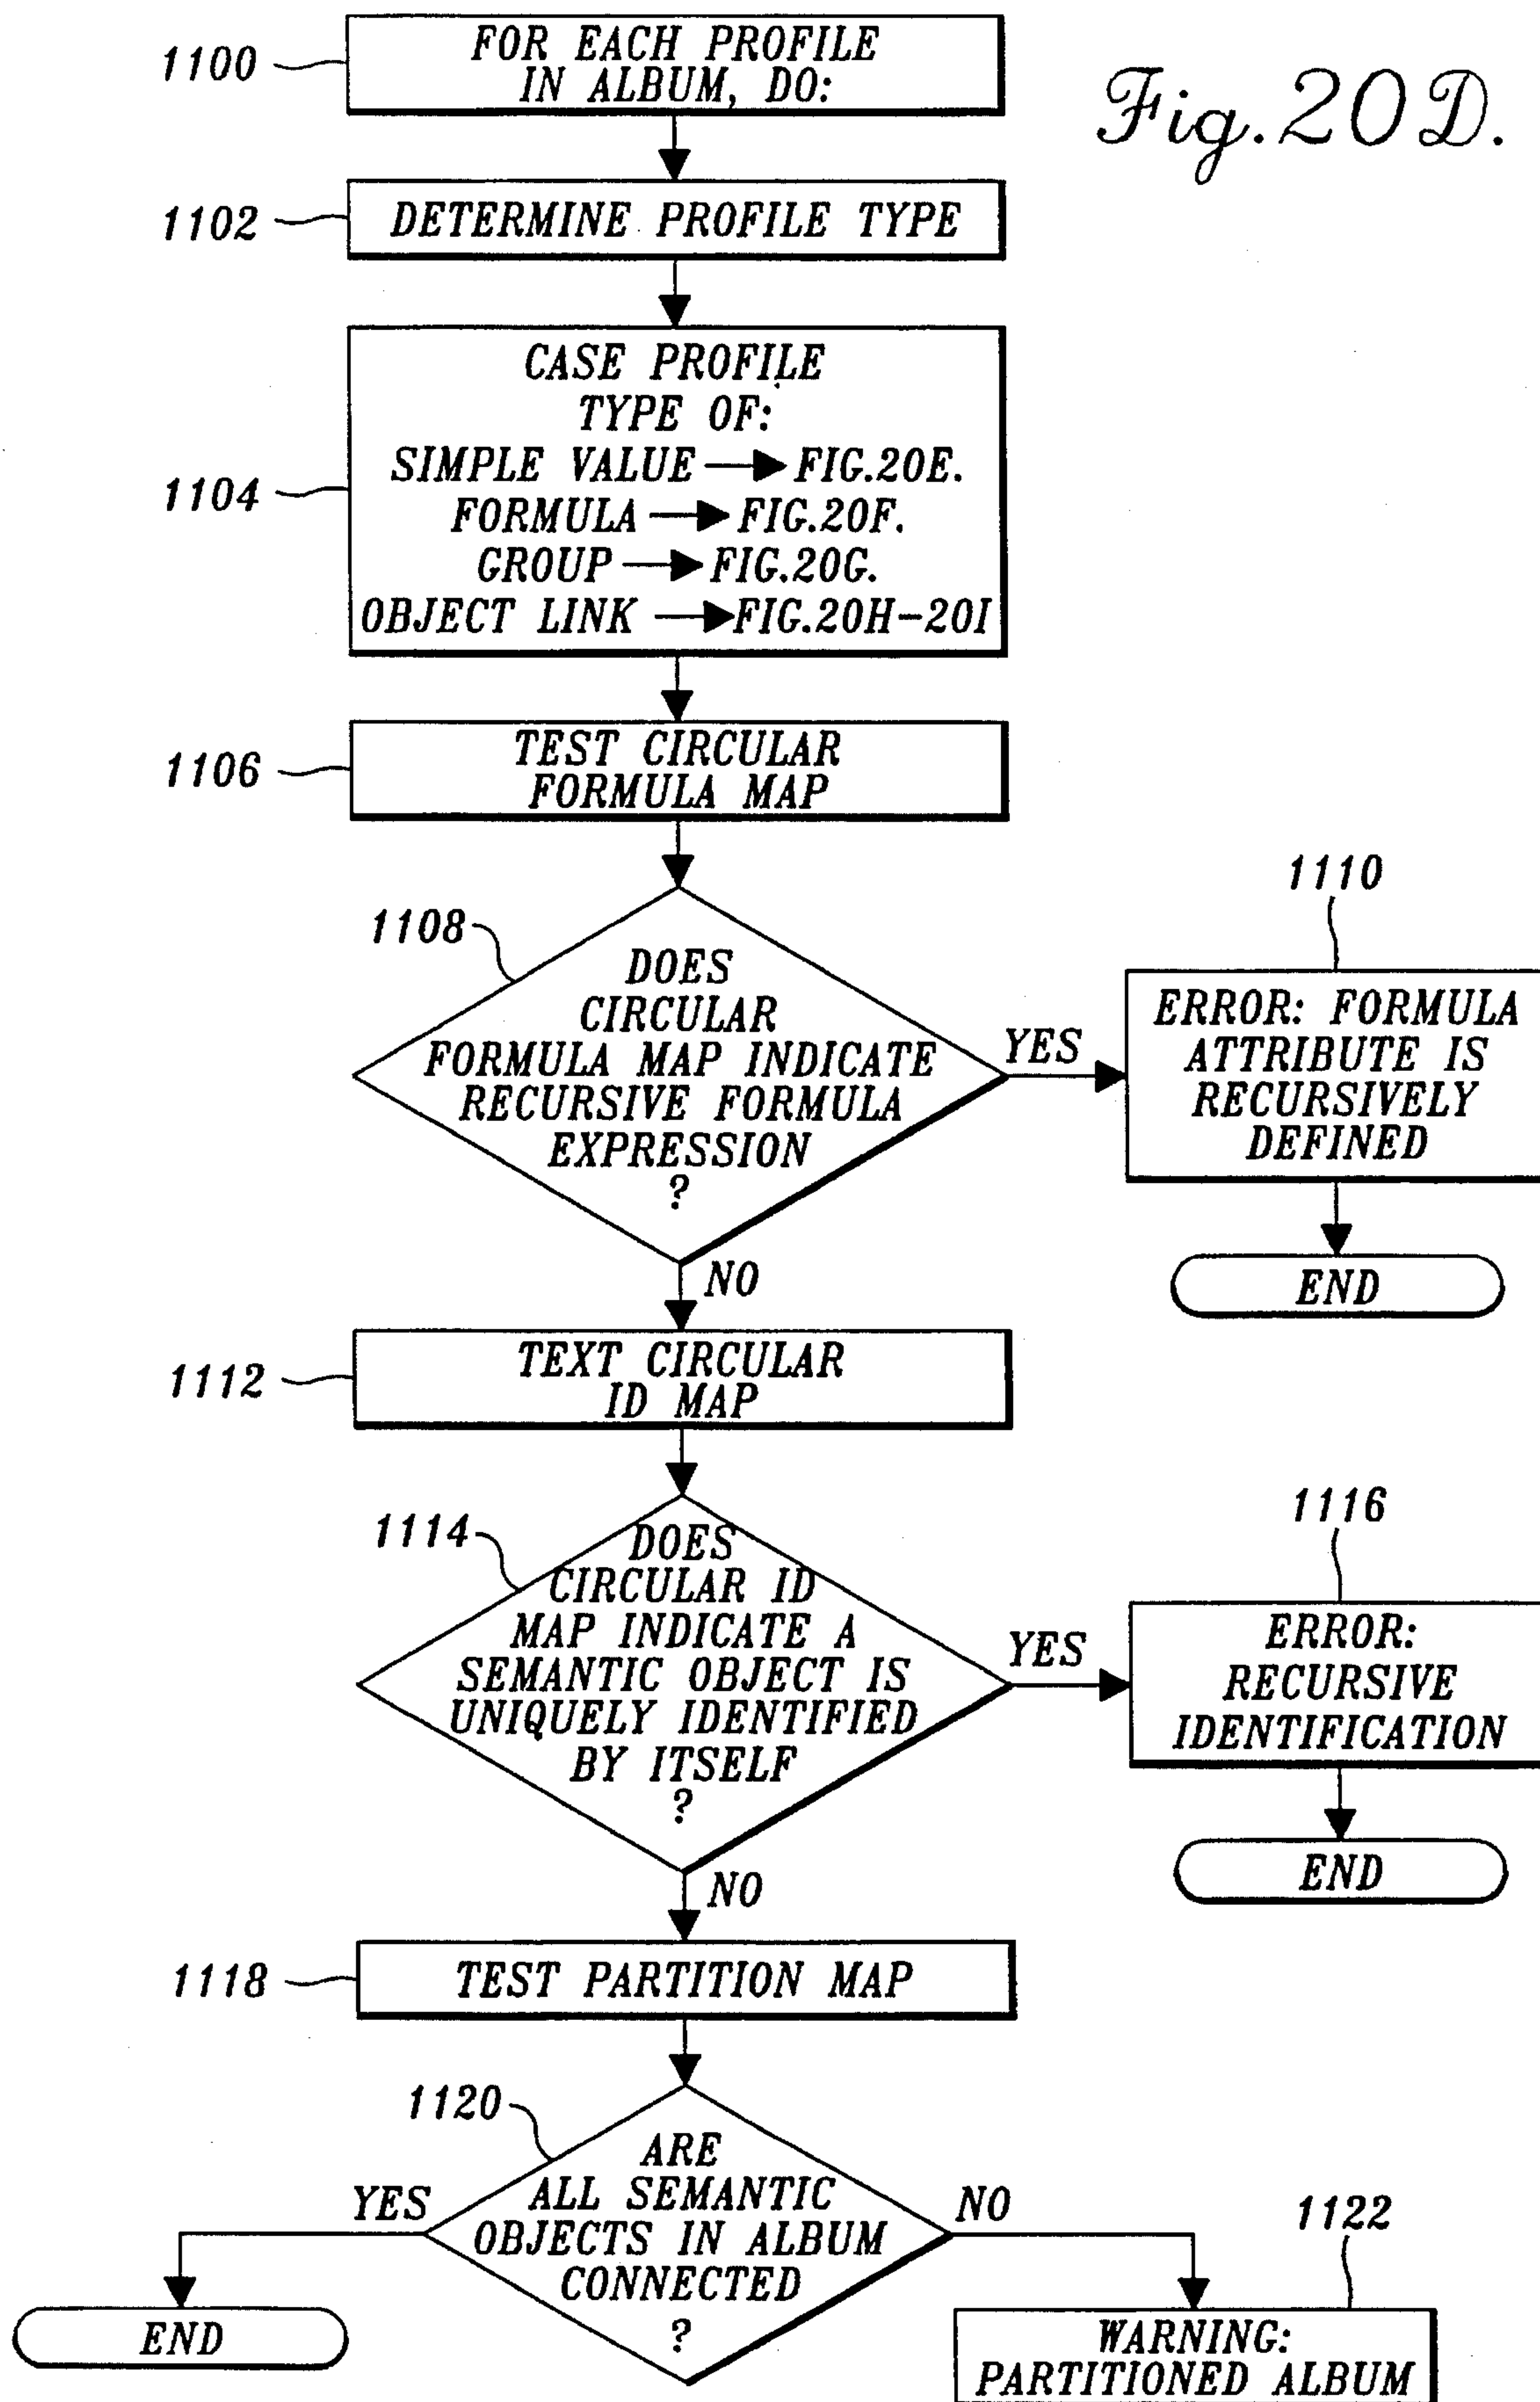 Fig. 20D.
1100
FOR EACH PROFILE
IN ALBUM, DO:
1102
DETERMINE PROFILE TYPE
1104
CASE PROFILE
TYPE OF:
SIMPLE VALUE → FIG.20E.
FORMULA → FIG.20F.
GROUP → FIG.20G.
OBJECT LINK → FIG.20H-20I
1106
TEST CIRCULAR
FORMULA MAP
1108
DOES
CIRCULAR
FORMULA MAP INDICATE
RECURSIVE FORMULA
EXPRESSION
?
YES
1110
ERROR: FORMULA
ATTRIBUTE IS
RECURSIVELY
DEFINED
END
NO
1112
TEXT CIRCULAR
ID MAP
1114
DOES
CIRCULAR ID
MAP INDICATE A
SEMANTIC OBJECT IS
UNIQUELY IDENTIFIED
BY ITSELF
?
YES
1116
ERROR:
RECURSIVE
IDENTIFICATION
END
NO
1118
TEST PARTITION MAP
1120
ARE
ALL SEMANTIC
OBJECTS IN ALBUM
CONNECTED
?
YES
END
NO
1122
WARNING:
PARTITIONED ALBUM